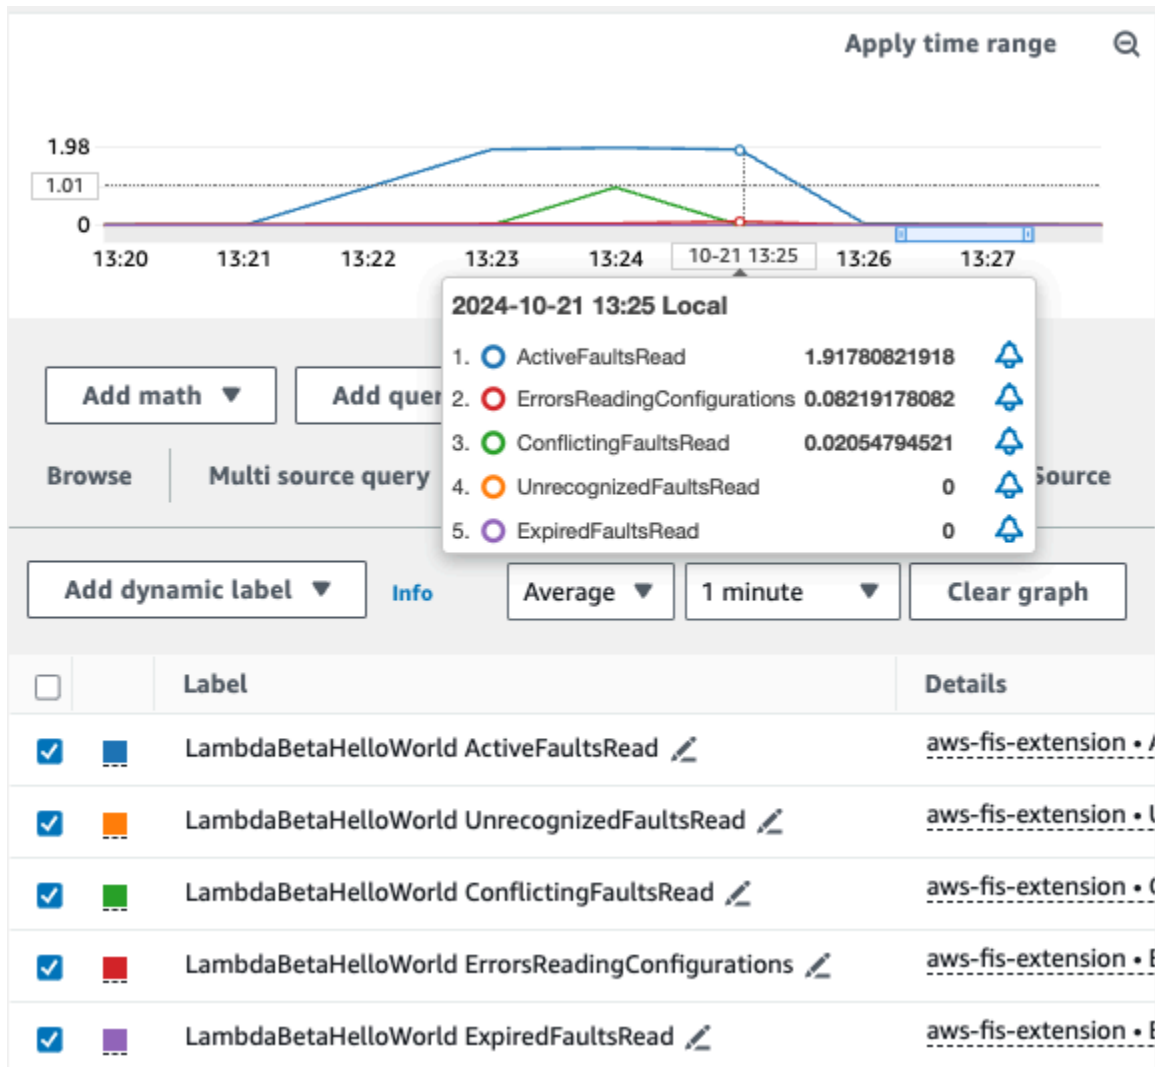 Apply time range
1.98
1.01
0
13:20 13:21 13:22 13:23 13:24 10-21 13:25 13:26 13:27
2024-10-21 13:25 Local
1. ActiveFaultsRead 1.91780821918
2. ErrorsReadingConfigurations 0.08219178082
3. ConflictingFaultsRead 0.02054794521
4. UnrecognizedFaultsRead 0
5. ExpiredFaultsRead 0
Add math Add quer
Browse Multi source query Source
Add dynamic label Info Average 1 minute Clear graph
Label Details
LambdaBetaHelloWorld ActiveFaultsRead aws-fis-extension • A
LambdaBetaHelloWorld UnrecognizedFaultsRead aws-fis-extension • U
LambdaBetaHelloWorld ConflictingFaultsRead aws-fis-extension • C
LambdaBetaHelloWorld ErrorsReadingConfigurations aws-fis-extension • E
LambdaBetaHelloWorld ExpiredFaultsRead aws-fis-extension • E